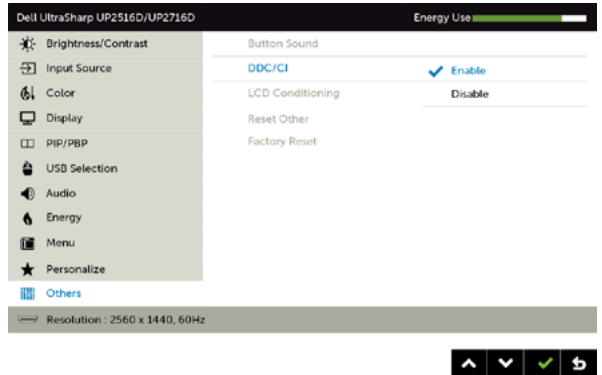 Dell UltraSharp UP2516D/UP2716D Energy Use
Brightness/Contrast Button Sound
Input Source DDC/CI Enable
Color LCD Conditioning Disable
Display Reset Other
PIP/PBP Factory Reset
USB Selection
Audio
Energy
Menu
Personalize
Others
Resolution : 2560 x 1440, 60Hz